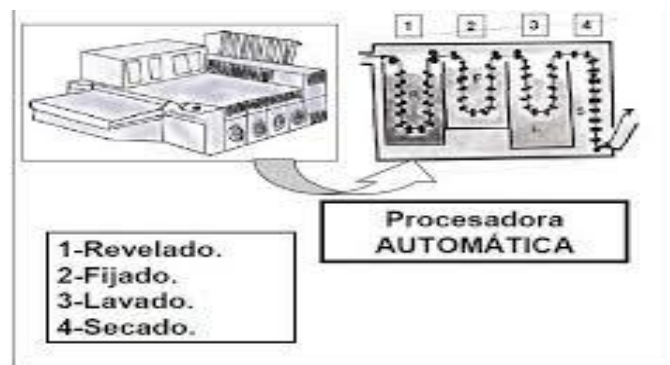 1 2 3 4
R F L S
Procesadora
AUTOMÁTICA
1-Revelado.
2-Fijado.
3-Lavado.
4-Secado.